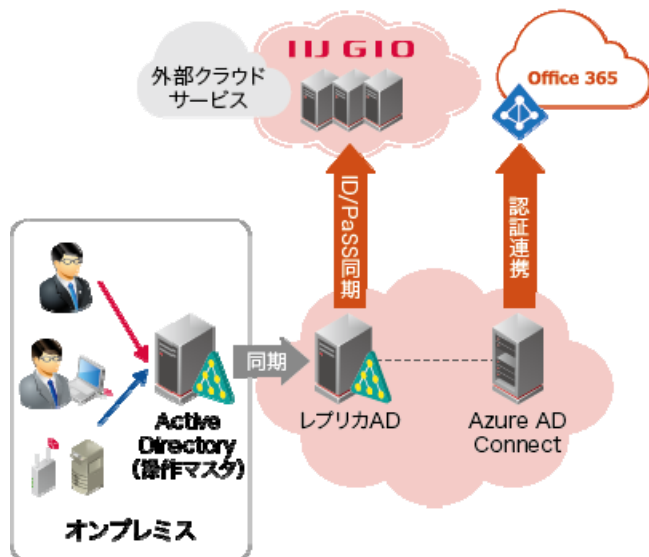 IIJ GIO
外部クラウド
サービス
Office 365
ID/PaSS同期
認証連携
同期
Active
Directory
(操作マスタ)
レプリカAD
Azure AD
Connect
オンプレミス